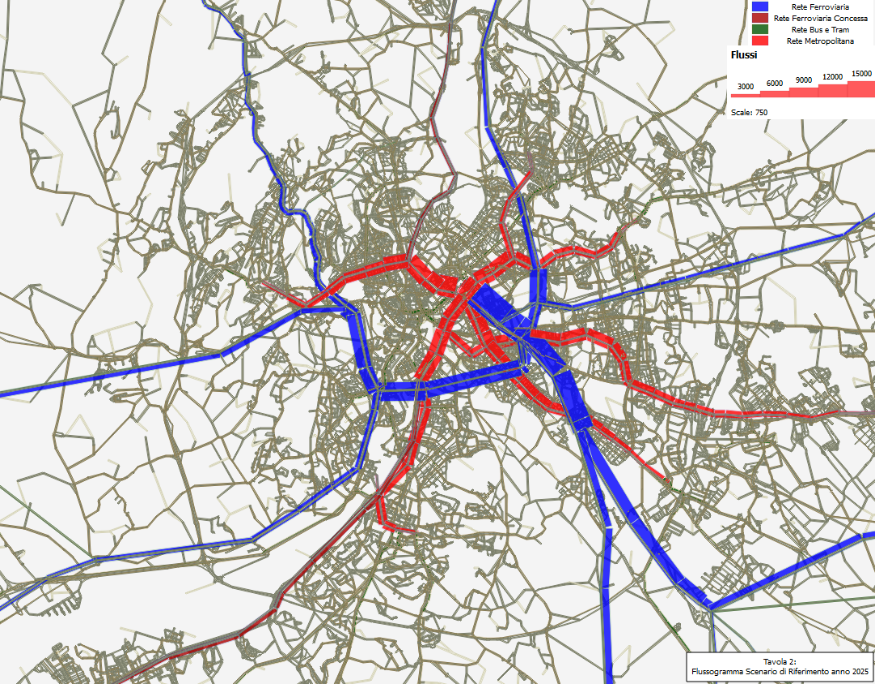 Rete Ferroviaria
Rete Ferroviaria Concessa
Rete Bus e Tram
Rete Metropolitana
Flussi
3000 6000 9000 12000 15000
Scale: 750
Tavola 2:
Flussogramma Scenario di Riferimento anno 2025